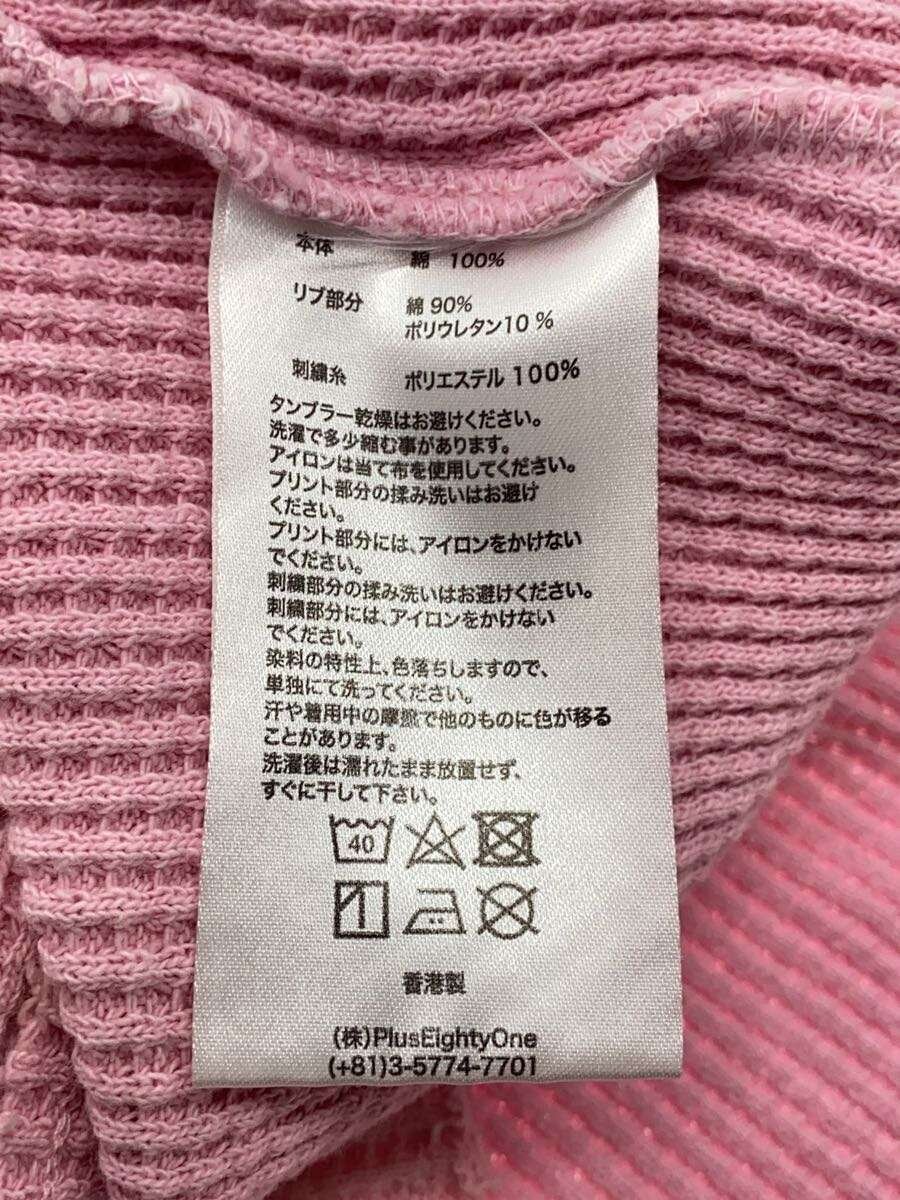 本体 綿 100%
リブ部分 綿 90%
ポリウレタン10 %
刺繍糸 ポリエステル 100%
タンブラー乾燥はお避けください。
洗濯で多少縮む事があります。
アイロンは当て布を使用してください。
プリント部分の揉み洗いはお避け
ください。
プリント部分には、アイロンをかけない
でください。
刺繍部分の揉み洗いはお避けください。
刺繍部分には、アイロンをかけない
でください。
染料の特性上、色落ちしますので、
単独にて洗ってください。
汗や着用中の摩擦で他のものに色が移る
ことがあります。
洗濯後は濡れたまま放置せず、
すぐに干して下さい。
40
香港製
(株)PlusEightyOne
(+81)3-5774-7701